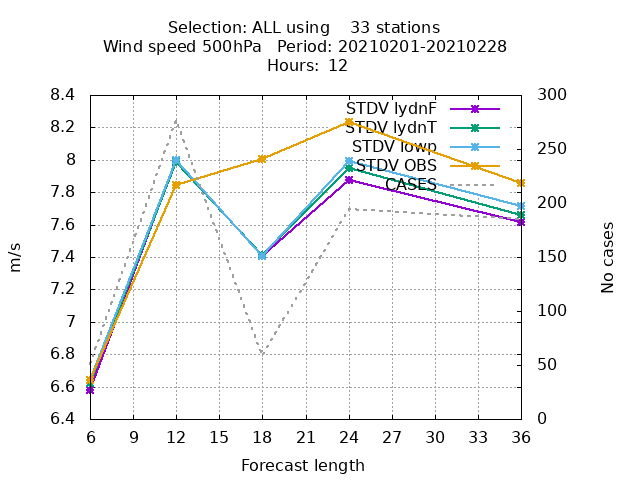 Selection: ALL using    33 stations
Wind speed 500hPa   Period: 20210201-20210228
Hours: 12
STDV IydnF
STDV IydnT
STDV Iowp
STDV OBS
CASES
8.4
8.2
8
7.8
7.6
7.4
7.2
7
6.8
6.6
6.4
300
250
200
150
100
50
0
6 9 12 15 18 21 24 27 30 33 36
m/s
No cases
Forecast length